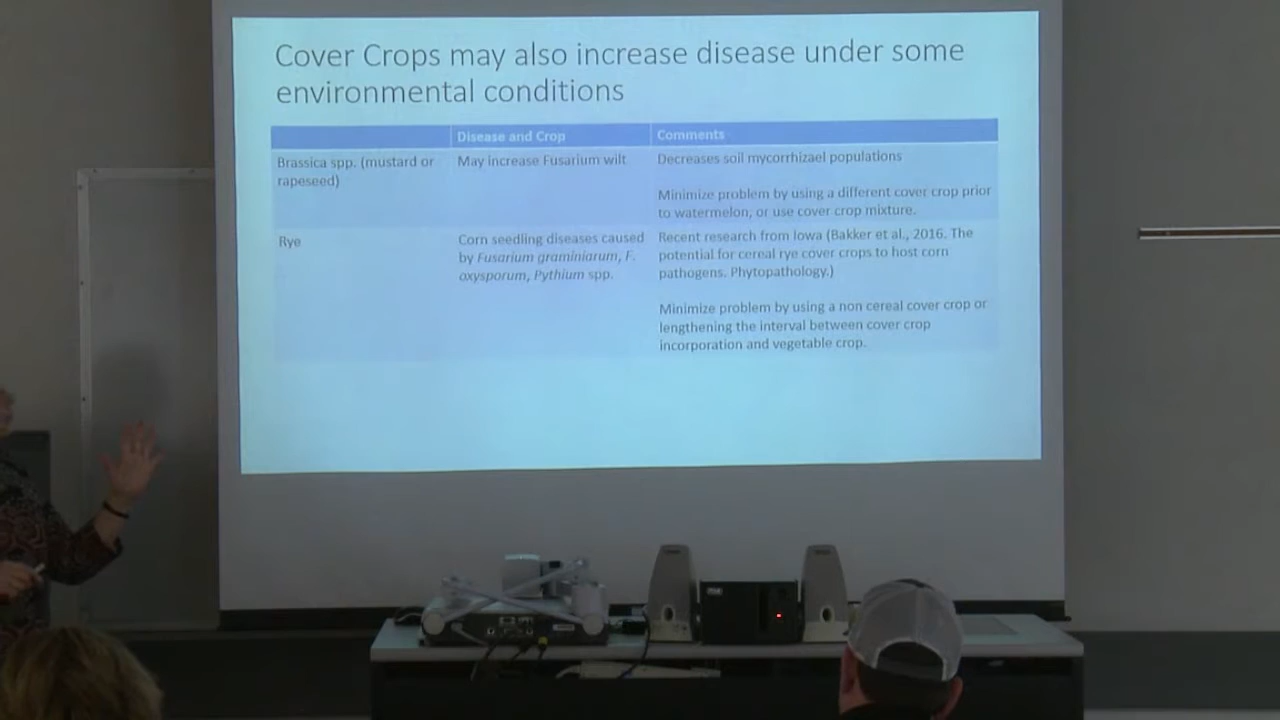 Cover Crops may also increase disease under some
environmental conditions
Disease and Crop
Comments
Brassica spp. (mustard or
rapeseed)
May increase Fusarium wilt
Decreases soil mycorrhizael populations
Minimize problem by using a different cover crop prior
to watermelon, or use cover crop mixture.
Rye
Corn seedling diseases caused
by Fusarium graminiarum, F.
oxysporum, Pythium spp.
Recent research from Iowa (Bakker et al., 2016. The
potential for cereal rye cover crops to host corn
pathogens. Phytopathology.)
Minimize problem by using a non cereal cover crop or
lengthening the interval between cover crop
incorporation and vegetable crop.